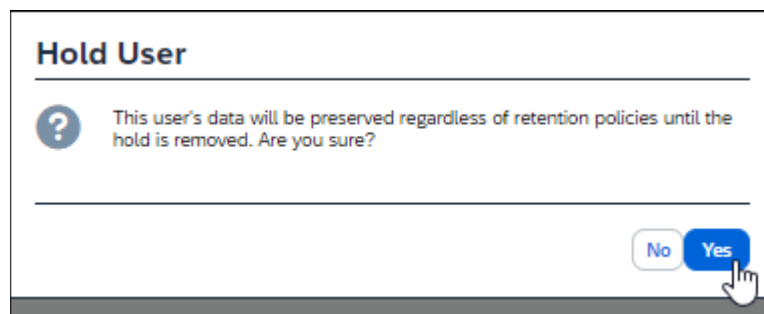 Hold User
This user's data will be preserved regardless of retention policies until the
hold is removed. Are you sure?
No Yes